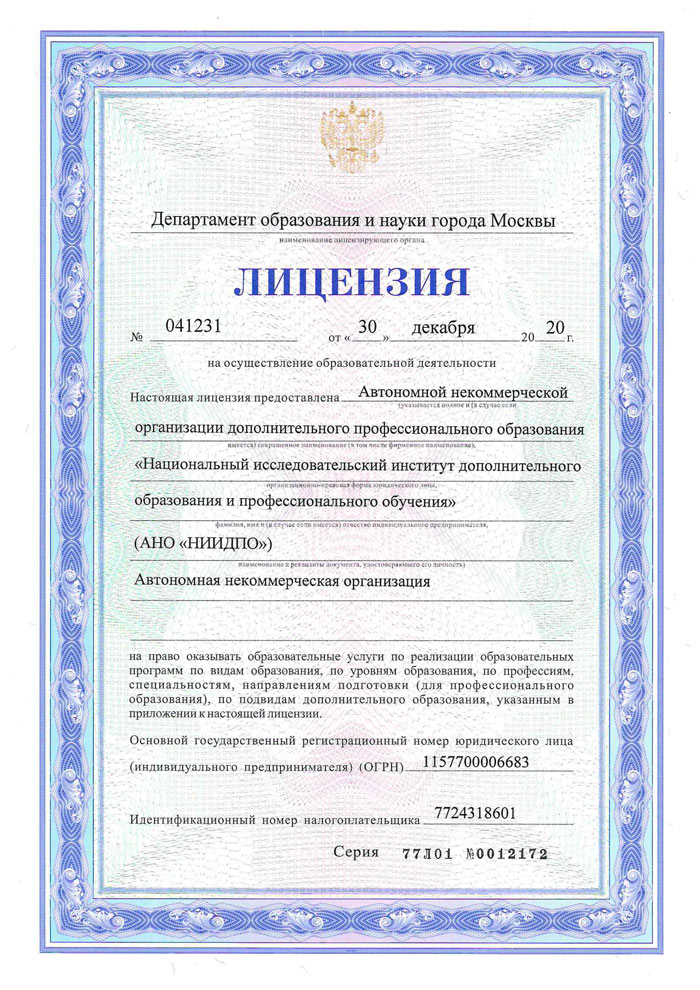 Департамент образования и науки города Москвы
наименование лицензирующего органа
ЛИЦЕНЗИЯ
№ 041231 от « 30 » декабря 20 20 г.
на осуществление образовательной деятельности
Настоящая лицензия предоставлена Автономной некоммерческой
(указывается полное и (в случае если
организации дополнительного профессионального образования
имеется) сокращенное наименование (в том числе фирменное наименование),
«Национальный исследовательский институт дополнительного
организационно-правовая форма юридического лица,
образования и профессионального обучения»
фамилия, имя и (в случае если имеется) отчество индивидуального предпринимателя,
(АНО «НИИДПО»)
наименование и реквизиты документа, удостоверяющего его личность)
Автономная некоммерческая организация
на право оказывать образовательные услуги по реализации образовательных
программ по видам образования, по уровням образования, по профессиям,
специальностям, направлениям подготовки (для профессионального
образования), по подвидам дополнительного образования, указанным в
приложении к настоящей лицензии.
Основной государственный регистрационный номер юридического лица
(индивидуального предпринимателя) (ОГРН) 1157700006683
Идентификационный номер налогоплательщика 7724318601
Серия 77Л01 №0012172